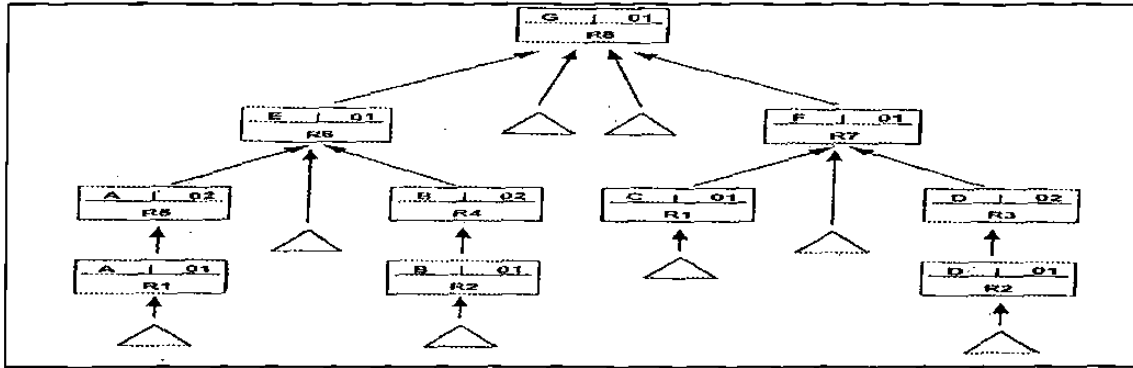 G 01
R8
E 01
R6
F 01
R7
A 02
R5
B 02
R4
C 01
R1
D 02
R3
A 01
R1
B 01
R2
D 01
R2